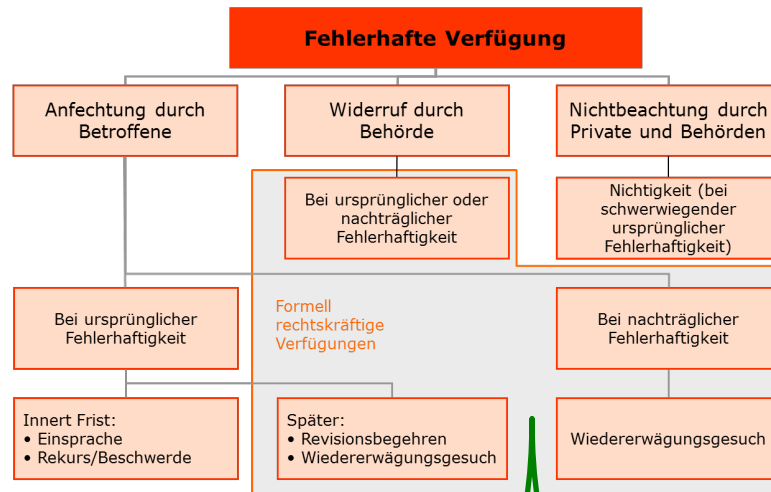 Fehlerhafte Verfügung
Anfechtung durch
Betroffene
Widerruf durch
Behörde
Nichtbeachtung durch
Private und Behörden
Bei ursprünglicher oder
nachträglicher
Fehlerhaftigkeit
Nichtigkeit (bei
schwerwiegender
ursprünglicher
Fehlerhaftigkeit)
Bei ursprünglicher
Fehlerhaftigkeit
Formell
rechtskräftige
Verfügungen
Bei nachträglicher
Fehlerhaftigkeit
Innert Frist:
• Einsprache
• Rekurs/Beschwerde
Später:
• Revisionsbegehren
• Wiedererwägungsgesuch
Wiedererwägungsgesuch